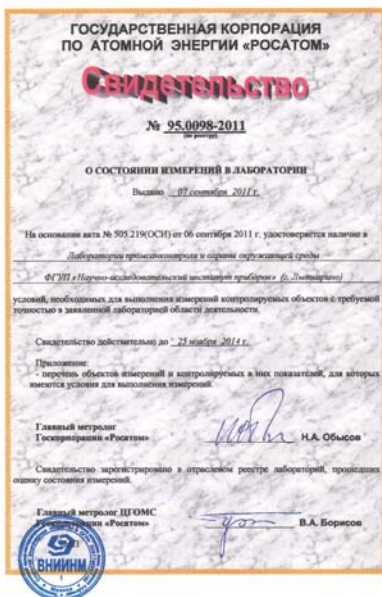 ГОСУДАРСТВЕННАЯ КОРПОРАЦИЯ
ПО АТОМНОЙ ЭНЕРГИИ «РОСАТОМ»
Свидетельство
№ 95.0098-2011
(по реестру)
О СОСТОЯНИИ ИЗМЕРЕНИЙ В ЛАБОРАТОРИИ
Выдано 07 сентября 2011 г.
На основании акта № 505.219(ОСИ) от 06 сентября 2011 г. удостоверяется наличие в
Лаборатории промсанконтроля и охраны окружающей среды
ФГУП «Научно-исследовательский институт приборов» (г. Лыткарино)
условий, необходимых для выполнения измерений контролируемых объектов с требуемой
точностью в заявленной лабораторией области деятельности.
Свидетельство действительно до 25 ноября 2014 г.
Приложение:
- перечень объектов измерений и контролируемых в них показателей, для которых
имеются условия для выполнения измерений.
Главный метролог
Госкорпорации «Росатом»
Н.А. Обысов
Свидетельство зарегистрировано в отраслевом реестре лабораторий, прошедших
оценку состояния измерений.
Главный метролог ЦГОМС
Госкорпорации «Росатом»
В.А. Борисов
ВНИИНМ